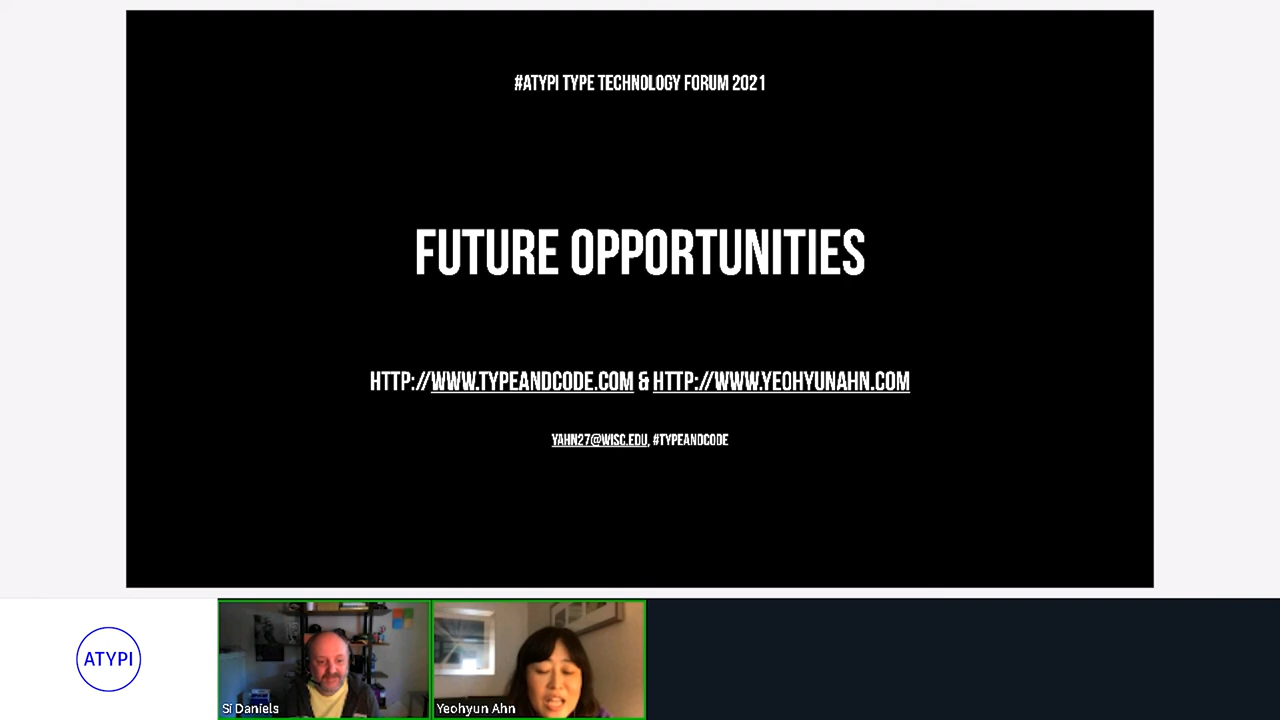 #ATYPI TYPE TECHNOLOGY FORUM 2021
FUTURE OPPORTUNITIES
HTTP://WWW.TYPEANDCODE.COM & HTTP://WWW.YEOHYUNAHN.COM
YAHN27@WISC.EDU, #TYPEANDCODE
ATYPI
Si Daniels
Yeohyun Ahn